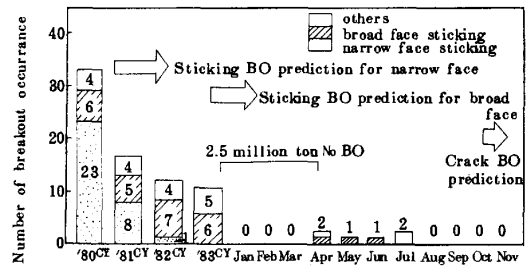 Number of breakout occurrance
40
30
20
10
0
others
broad face sticking
narrow face sticking
Sticking BO prediction for narrow face
Sticking BO prediction for broad face
Crack BO prediction
2.5 million ton No BO
4
6
23
4
5
8
4
7
1
5
6
0 0 0 2 1 1 2 0 0 0 0
'80CY '81CY '82CY '83CY Jan Feb Mar Apr May Jun Jul Aug Sep Oct Nov